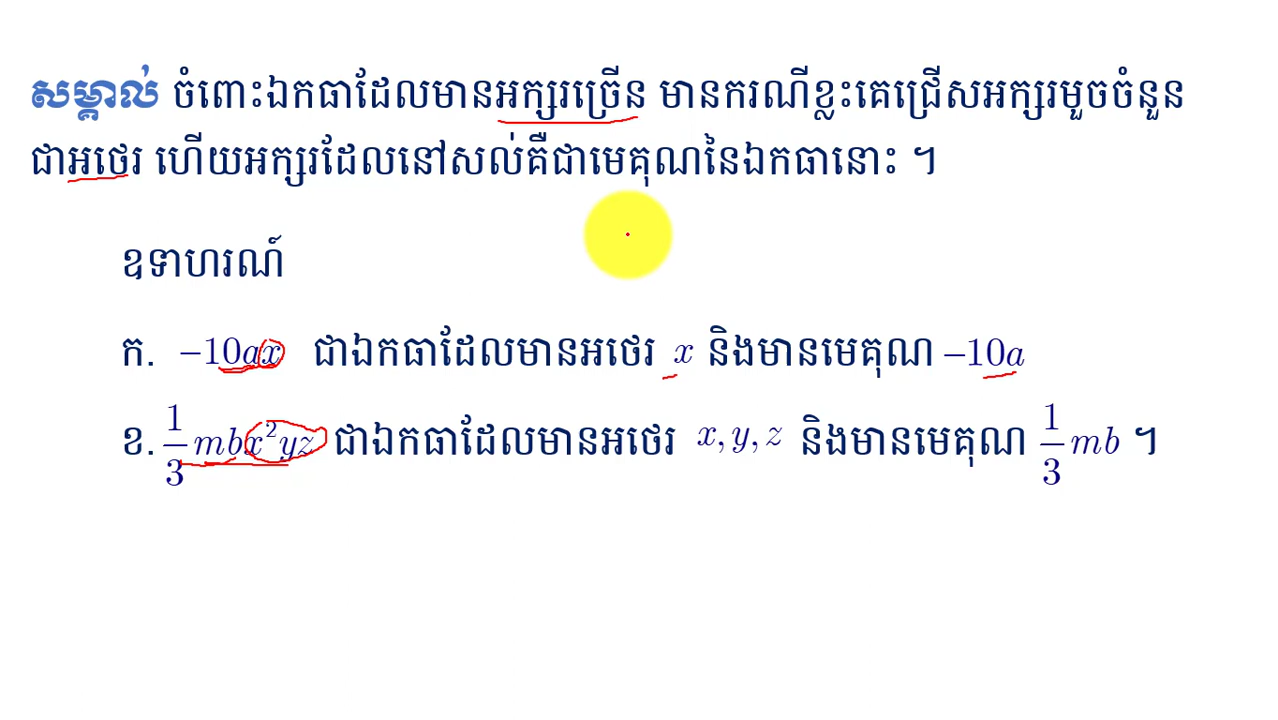 សម្គាល់ ចំពោះឯកធាដែលមានអក្សរច្រើន មានករណីខ្លះគេជ្រើសអក្សរមួចចំនួន
ជាអថេរ ហើយអក្សរដែលនៅសល់គឺជាមេគុណនៃឯកធានោះ ។
ឧទាហរណ៍
ក. −10ax ជាឯកធាដែលមានអថេរ x និងមានមេគុណ −10a
ខ. 1/3 mbx²yz ជាឯកធាដែលមានអថេរ x, y, z និងមានមេគុណ 1/3 mb ។